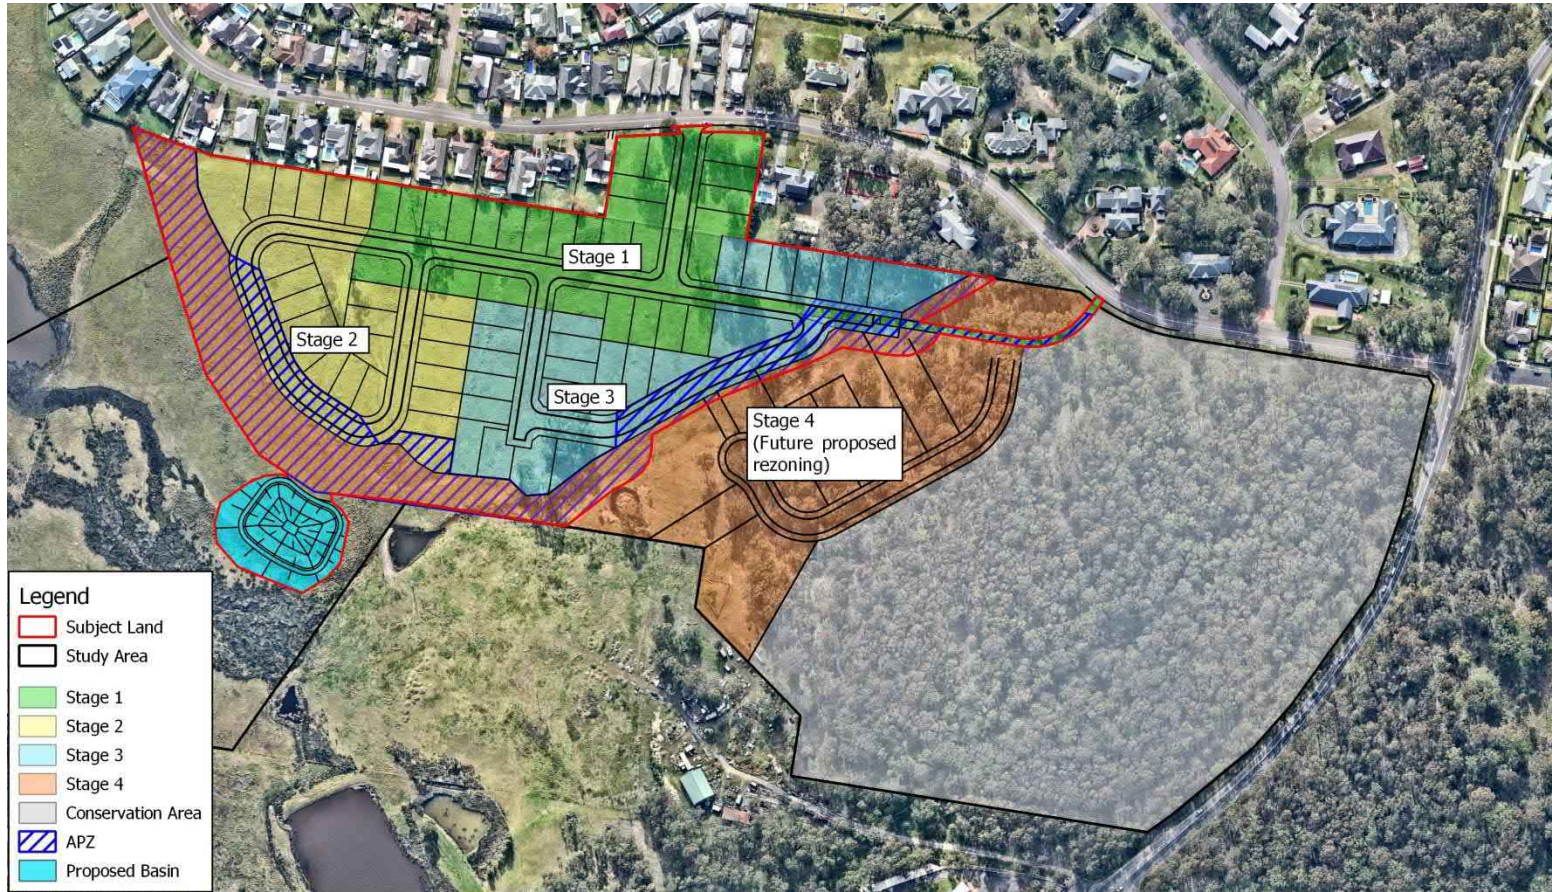 Stage 1
Stage 2
Stage 3
Stage 4
(Future proposed
rezoning)
Legend
Subject Land
Study Area
Stage 1
Stage 2
Stage 3
Stage 4
Conservation Area
APZ
Proposed Basin